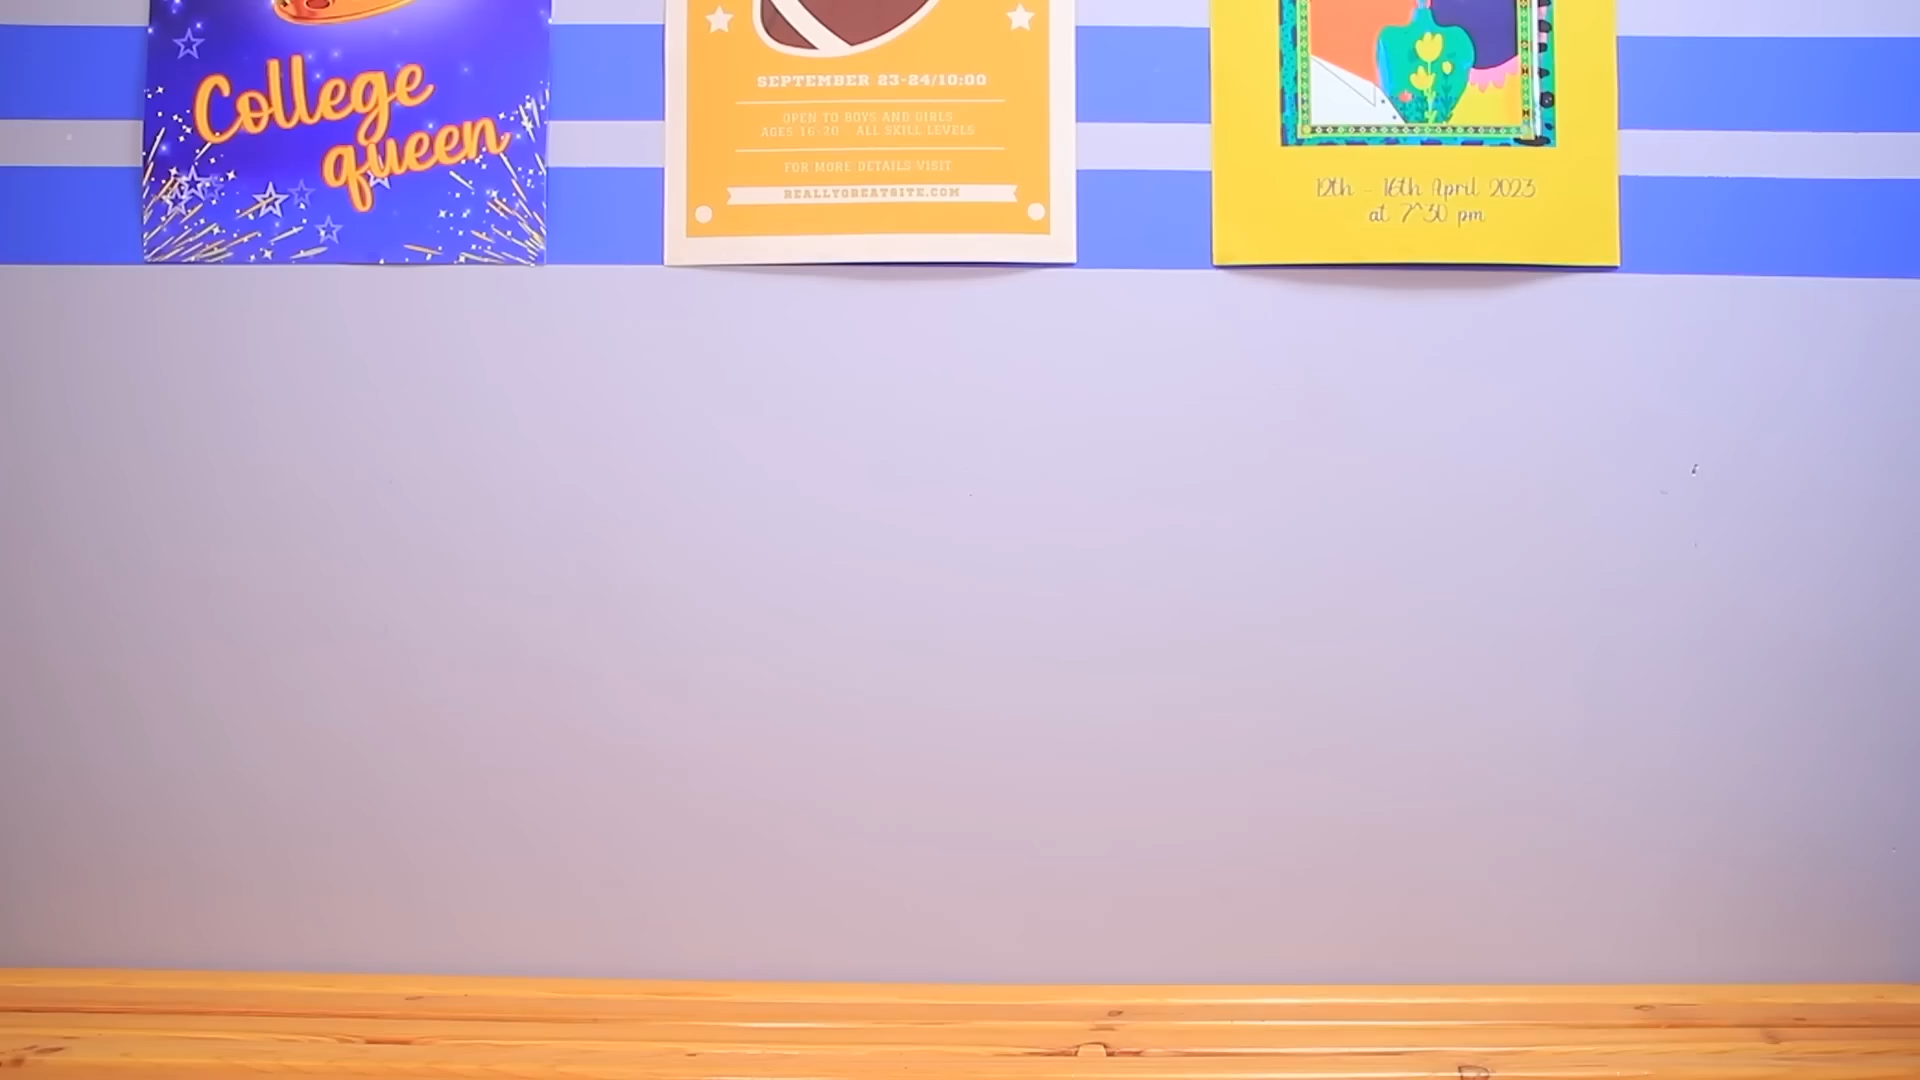 College
queen
SEPTEMBER 23-24/10:00
OPEN TO BOYS AND GIRLS
AGES 16-20 ALL SKILL LEVELS
FOR MORE DETAILS VISIT
REALLYGREATSITE.COM
12th - 16th April 2023
at 7^30 pm